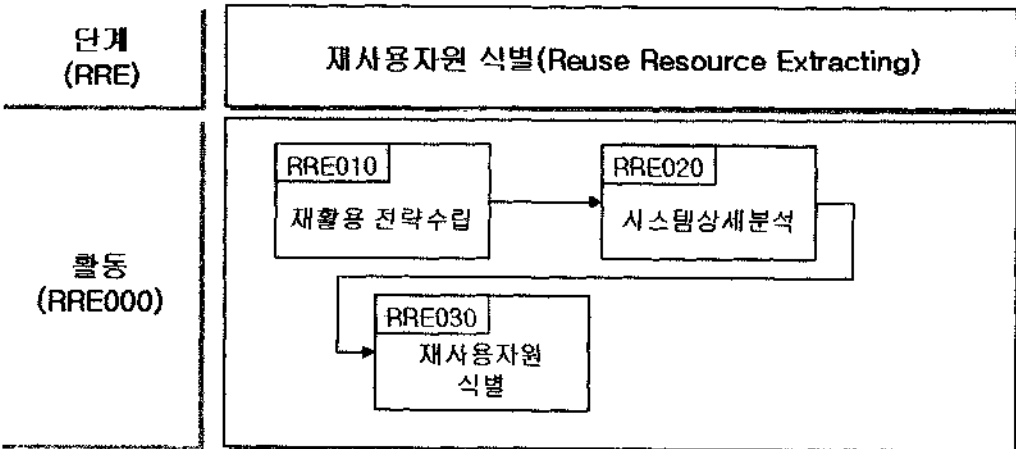 단계
(RRE)
재사용자원 식별(Reuse Resource Extracting)
활동
(RRE000)
RRE010
재활용 전략수립
RRE020
시스템상세분석
RRE030
재사용자원
식별